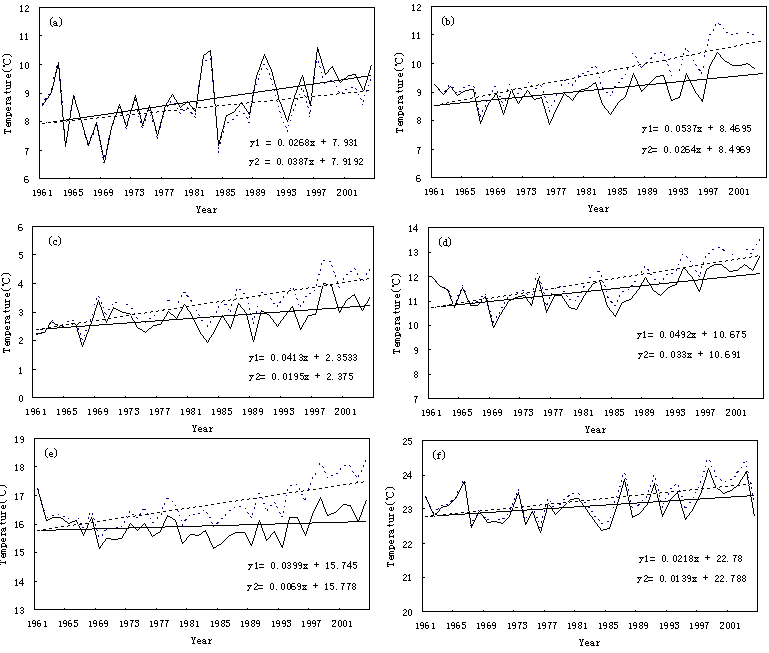 (a)
12
11
10
9
8
7
6
Temperature(℃)
y1 = 0.0268x + 7.931
y2 = 0.0387x + 7.9192
1961 1965 1969 1973 1977 1981 1985 1989 1993 1997 2001
Year
(b)
12
11
10
9
8
7
6
Temperature(℃)
y1= 0.0537x + 8.4695
y2= 0.0264x + 8.4969
1961 1965 1969 1973 1977 1981 1985 1989 1993 1997 2001
Year
(c)
6
5
4
3
2
1
0
Temperature(℃)
y1= 0.0413x + 2.3533
y2= 0.0195x + 2.375
1961 1965 1969 1973 1977 1981 1985 1989 1993 1997 2001
Year
(d)
14
13
12
11
10
9
8
7
Temperature(℃)
y1= 0.0492x + 10.675
y2= 0.033x + 10.691
1961 1965 1969 1973 1977 1981 1985 1989 1993 1997 2001
Year
(e)
19
18
17
16
15
14
13
Temperature(℃)
y1= 0.0399x + 15.745
y2= 0.0069x + 15.778
1961 1965 1969 1973 1977 1981 1985 1989 1993 1997 2001
Year
(f)
25
24
23
22
21
20
Temperature(℃)
y1= 0.0218x + 22.78
y2= 0.0139x + 22.788
1961 1965 1969 1973 1977 1981 1985 1989 1993 1997 2001
Year